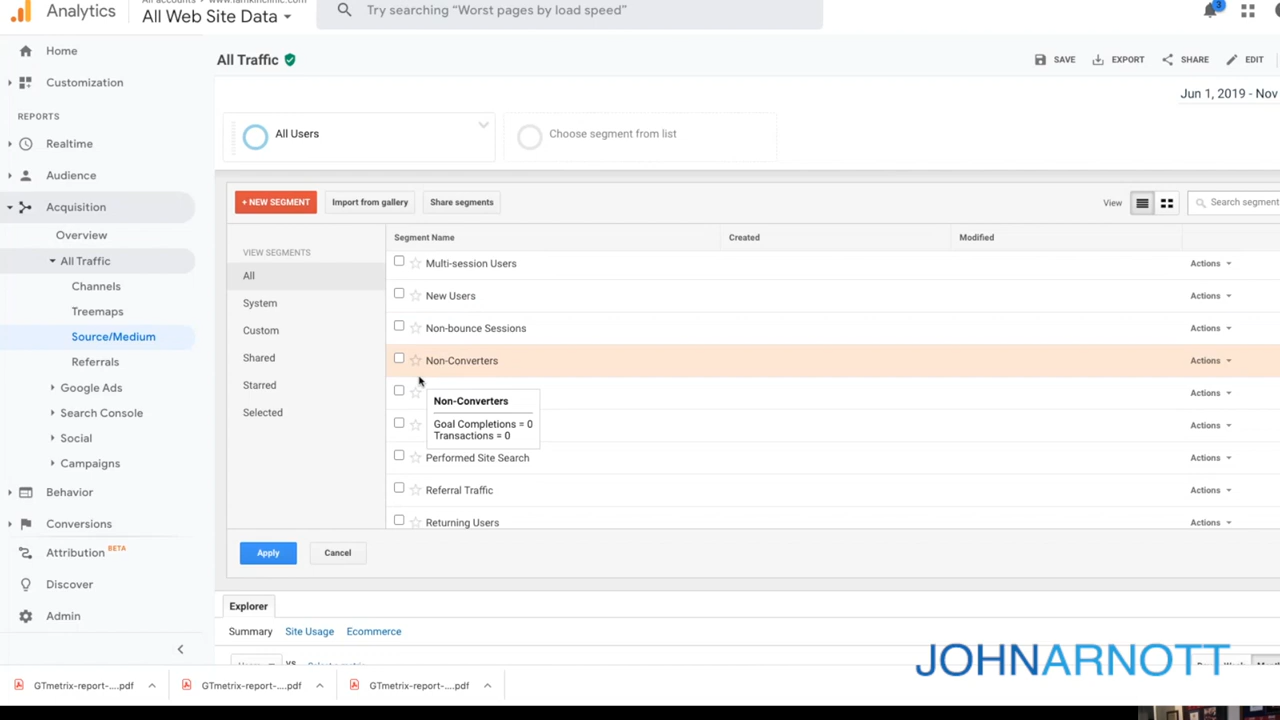 Analytics
All Web Site Data
Try searching “Worst pages by load speed”
3
Home
Customization
REPORTS
Realtime
Audience
Acquisition
Overview
All Traffic
Channels
Treemaps
Source/Medium
Referrals
Google Ads
Search Console
Social
Campaigns
Behavior
Conversions
Attribution BETA
Discover
Admin
All Traffic
SAVE
EXPORT
SHARE
EDIT
Jun 1, 2019 - Nov
All Users
Choose segment from list
+ NEW SEGMENT
Import from gallery
Share segments
View
Search segment
VIEW SEGMENTS
All
System
Custom
Shared
Starred
Selected
Segment Name Created Modified
Multi-session Users Actions
New Users Actions
Non-bounce Sessions Actions
Non-Converters Actions
Actions
Actions
Non-Converters
Goal Completions = 0
Transactions = 0
Performed Site Search Actions
Referral Traffic Actions
Returning Users Actions
Apply
Cancel
Explorer
Summary Site Usage Ecommerce
JOHNARNOTT
GTmetrix-report-....pdf
GTmetrix-report-....pdf
GTmetrix-report-....pdf